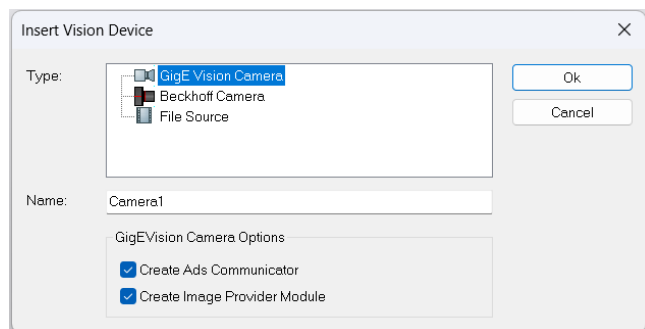 Insert Vision Device
Type:
GigE Vision Camera
Beckhoff Camera
File Source
Ok
Cancel
Name:
Camera1
GigEVision Camera Options
Create Ads Communicator
Create Image Provider Module